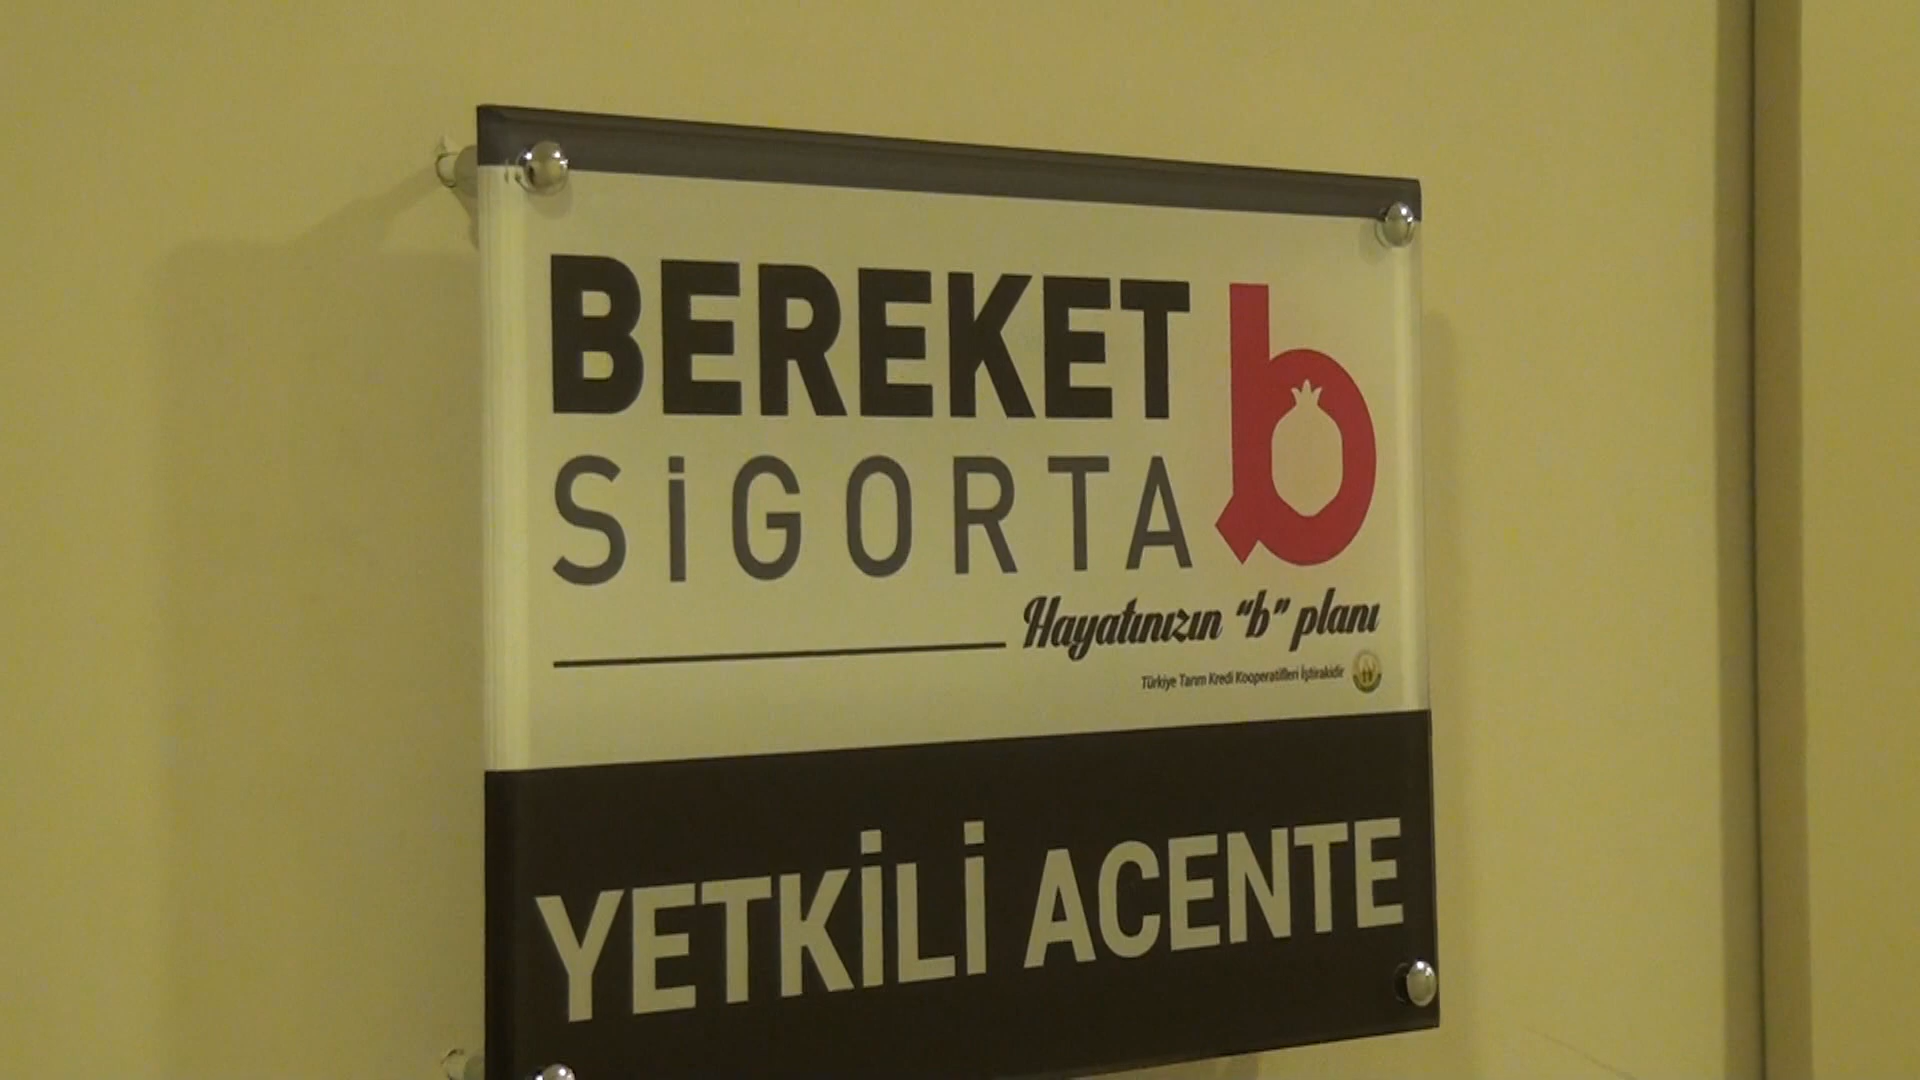 BEREKET
SİGORTA
Hayatınızın "b" planı
Türkiye Tarım Kredi Kooperatifleri İştirakidir
YETKİLİ ACENTE